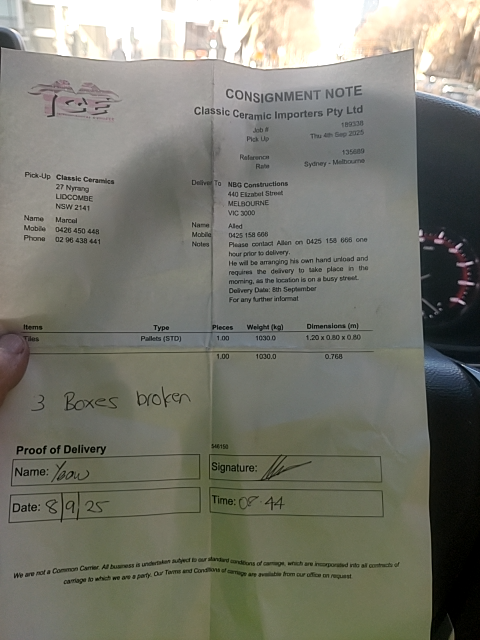 ICE
CONSIGNMENT NOTE
Classic Ceramic Importers Pty Ltd
Job # 189338
Pick Up Thu 4th Sep 2025
Reference 135889
Rate Sydney - Melbourne
Pick-Up Classic Ceramics
27 Nyrang
LIDCOMBE
NSW 2141
Name Marcel
Mobile 0426 450 448
Phone 02 96 438 441
Deliver To NBG Constructions
440 Elizabet Street
MELBOURNE
VIC 3000
Name Alled
Mobile 0425 158 666
Notes Please contact Allen on 0425 158 666 one
hour prior to delivery.
He will be arranging his own hand unload and
requires the delivery to take place in the
morning, as the location is on a busy street.
Delivery Date: 8th September
For any further informat
Items Type Pieces Weight (kg) Dimensions (m)
Tiles Pallets (STD) 1.00 1030.0 1.20 x 0.80 x 0.80
1.00 1030.0 0.768
3 Boxes broken
Proof of Delivery
Name:
Signature:
Date: 8/9/25
Time: 08:44
We are not a Common Carrier. All business is undertaken subject to our standard conditions of carriage, which are incorporated into all contracts of
carriage to which we are a party. Our Terms and Conditions of carriage are available from our office on request.